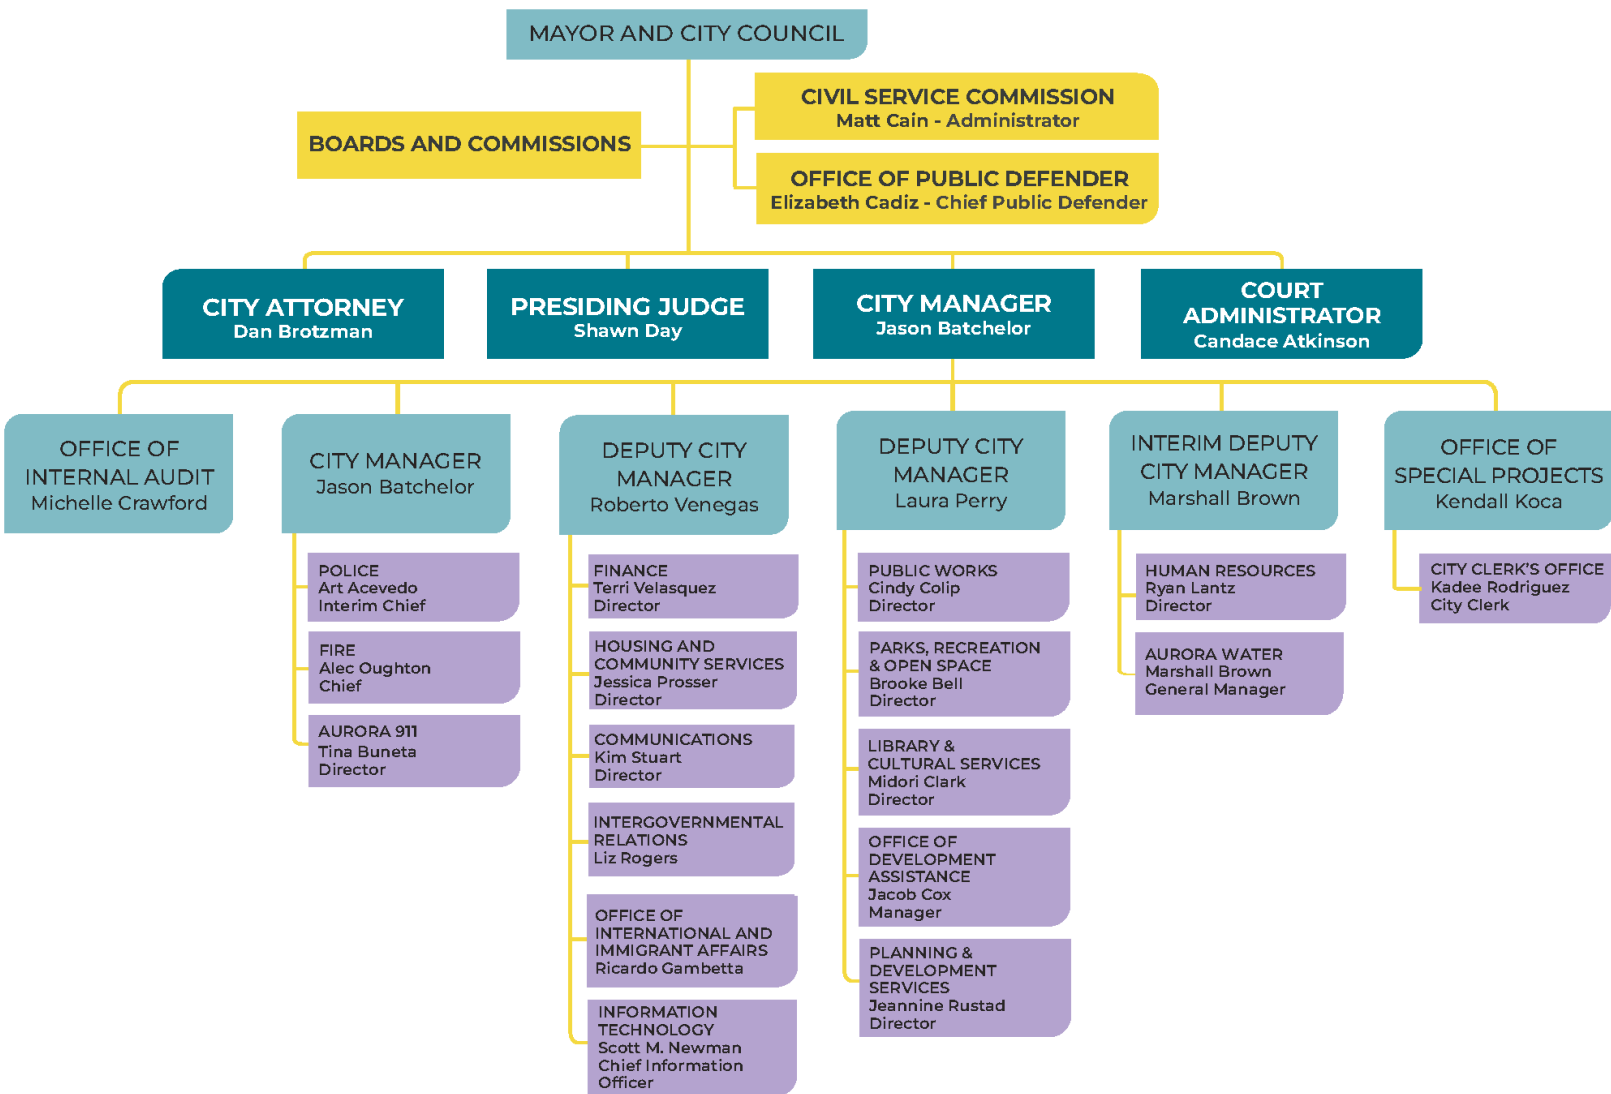 MAYOR AND CITY COUNCIL
CIVIL SERVICE COMMISSION
Matt Cain - Administrator
BOARDS AND COMMISSIONS
OFFICE OF PUBLIC DEFENDER
Elizabeth Cadiz - Chief Public Defender
CITY ATTORNEY
Dan Brotzman
PRESIDING JUDGE
Shawn Day
CITY MANAGER
Jason Batchelor
COURT
ADMINISTRATOR
Candace Atkinson
OFFICE OF
INTERNAL AUDIT
Michelle Crawford
CITY MANAGER
Jason Batchelor
POLICE
Art Acevedo
Interim Chief
FIRE
Alec Oughton
Chief
AURORA 911
Tina Buneta
Director
DEPUTY CITY
MANAGER
Roberto Venegas
FINANCE
Terri Velasquez
Director
HOUSING AND
COMMUNITY SERVICES
Jessica Prosser
Director
COMMUNICATIONS
Kim Stuart
Director
INTERGOVERNMENTAL
RELATIONS
Liz Rogers
OFFICE OF
INTERNATIONAL AND
IMMIGRANT AFFAIRS
Ricardo Gambetta
INFORMATION
TECHNOLOGY
Scott M. Newman
Chief Information
Officer
DEPUTY CITY
MANAGER
Laura Perry
PUBLIC WORKS
Cindy Colip
Director
PARKS, RECREATION
& OPEN SPACE
Brooke Bell
Director
LIBRARY &
CULTURAL SERVICES
Midori Clark
Director
OFFICE OF
DEVELOPMENT
ASSISTANCE
Jacob Cox
Manager
PLANNING &
DEVELOPMENT
SERVICES
Jeannine Rustad
Director
INTERIM DEPUTY
CITY MANAGER
Marshall Brown
HUMAN RESOURCES
Ryan Lantz
Director
AURORA WATER
Marshall Brown
General Manager
OFFICE OF
SPECIAL PROJECTS
Kendall Koca
CITY CLERK'S OFFICE
Kadee Rodriguez
City Clerk